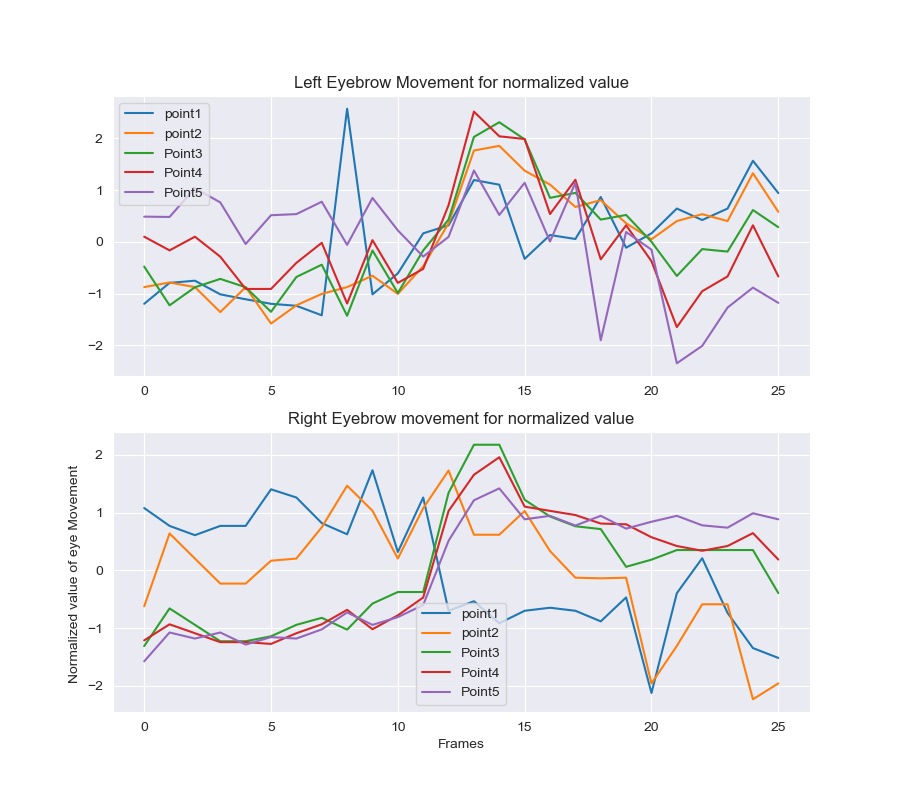 Left Eyebrow Movement for normalized value
point1
point2
Point3
Point4
Point5
2
1
0
−1
−2
0 5 10 15 20 25
Right Eyebrow movement for normalized value
Normalized value of eye Movement
2
1
0
−1
−2
point1
point2
Point3
Point4
Point5
0 5 10 15 20 25
Frames